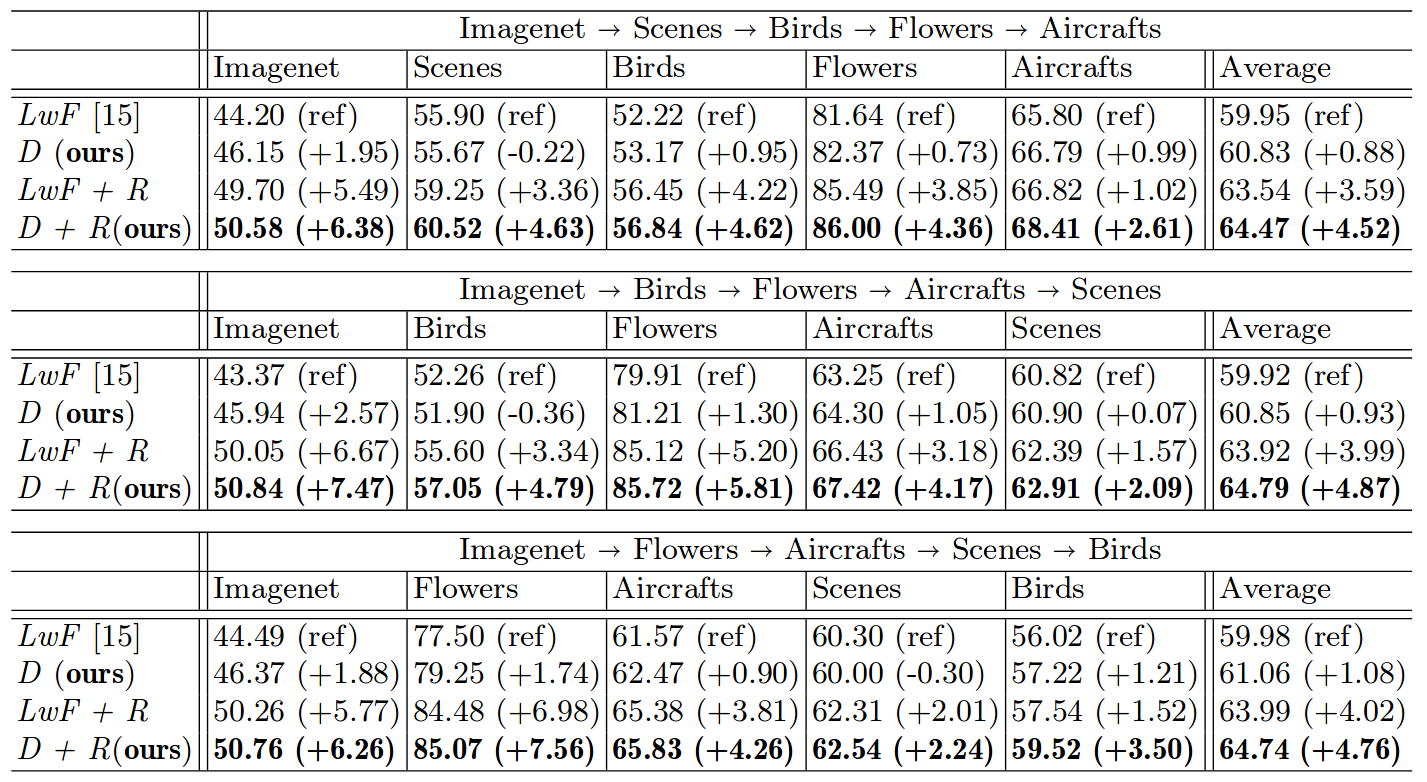 Imagenet → Scenes → Birds → Flowers → Aircrafts
Imagenet Scenes Birds Flowers Aircrafts Average
LwF [15] 44.20 (ref) 55.90 (ref) 52.22 (ref) 81.64 (ref) 65.80 (ref) 59.95 (ref)
D (ours) 46.15 (+1.95) 55.67 (-0.22) 53.17 (+0.95) 82.37 (+0.73) 66.79 (+0.99) 60.83 (+0.88)
LwF + R 49.70 (+5.49) 59.25 (+3.36) 56.45 (+4.22) 85.49 (+3.85) 66.82 (+1.02) 63.54 (+3.59)
D + R(ours) 50.58 (+6.38) 60.52 (+4.63) 56.84 (+4.62) 86.00 (+4.36) 68.41 (+2.61) 64.47 (+4.52)
Imagenet → Birds → Flowers → Aircrafts → Scenes
Imagenet Birds Flowers Aircrafts Scenes Average
LwF [15] 43.37 (ref) 52.26 (ref) 79.91 (ref) 63.25 (ref) 60.82 (ref) 59.92 (ref)
D (ours) 45.94 (+2.57) 51.90 (-0.36) 81.21 (+1.30) 64.30 (+1.05) 60.90 (+0.07) 60.85 (+0.93)
LwF + R 50.05 (+6.67) 55.60 (+3.34) 85.12 (+5.20) 66.43 (+3.18) 62.39 (+1.57) 63.92 (+3.99)
D + R(ours) 50.84 (+7.47) 57.05 (+4.79) 85.72 (+5.81) 67.42 (+4.17) 62.91 (+2.09) 64.79 (+4.87)
Imagenet → Flowers → Aircrafts → Scenes → Birds
Imagenet Flowers Aircrafts Scenes Birds Average
LwF [15] 44.49 (ref) 77.50 (ref) 61.57 (ref) 60.30 (ref) 56.02 (ref) 59.98 (ref)
D (ours) 46.37 (+1.88) 79.25 (+1.74) 62.47 (+0.90) 60.00 (-0.30) 57.22 (+1.21) 61.06 (+1.08)
LwF + R 50.26 (+5.77) 84.48 (+6.98) 65.38 (+3.81) 62.31 (+2.01) 57.54 (+1.52) 63.99 (+4.02)
D + R(ours) 50.76 (+6.26) 85.07 (+7.56) 65.83 (+4.26) 62.54 (+2.24) 59.52 (+3.50) 64.74 (+4.76)